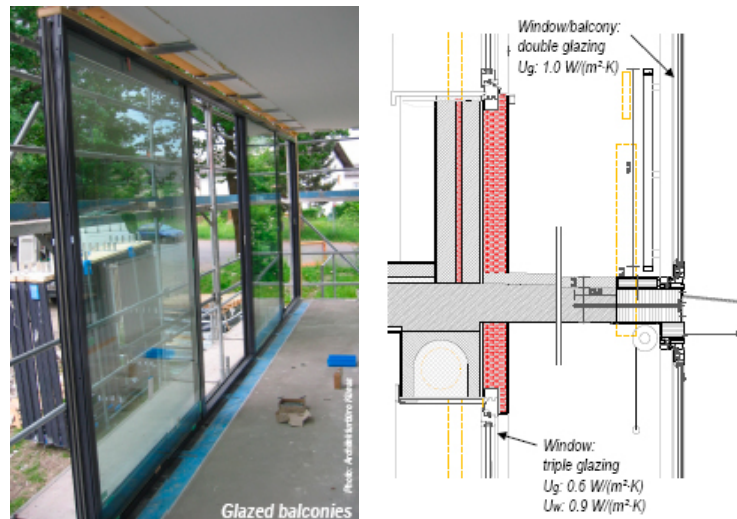 Glazed balconies
Window/balcony:
double glazing
Ug: 1.0 W/(m²·K)
Window:
triple glazing
Ug: 0.6 W/(m²·K)
Uw: 0.9 W/(m²·K)